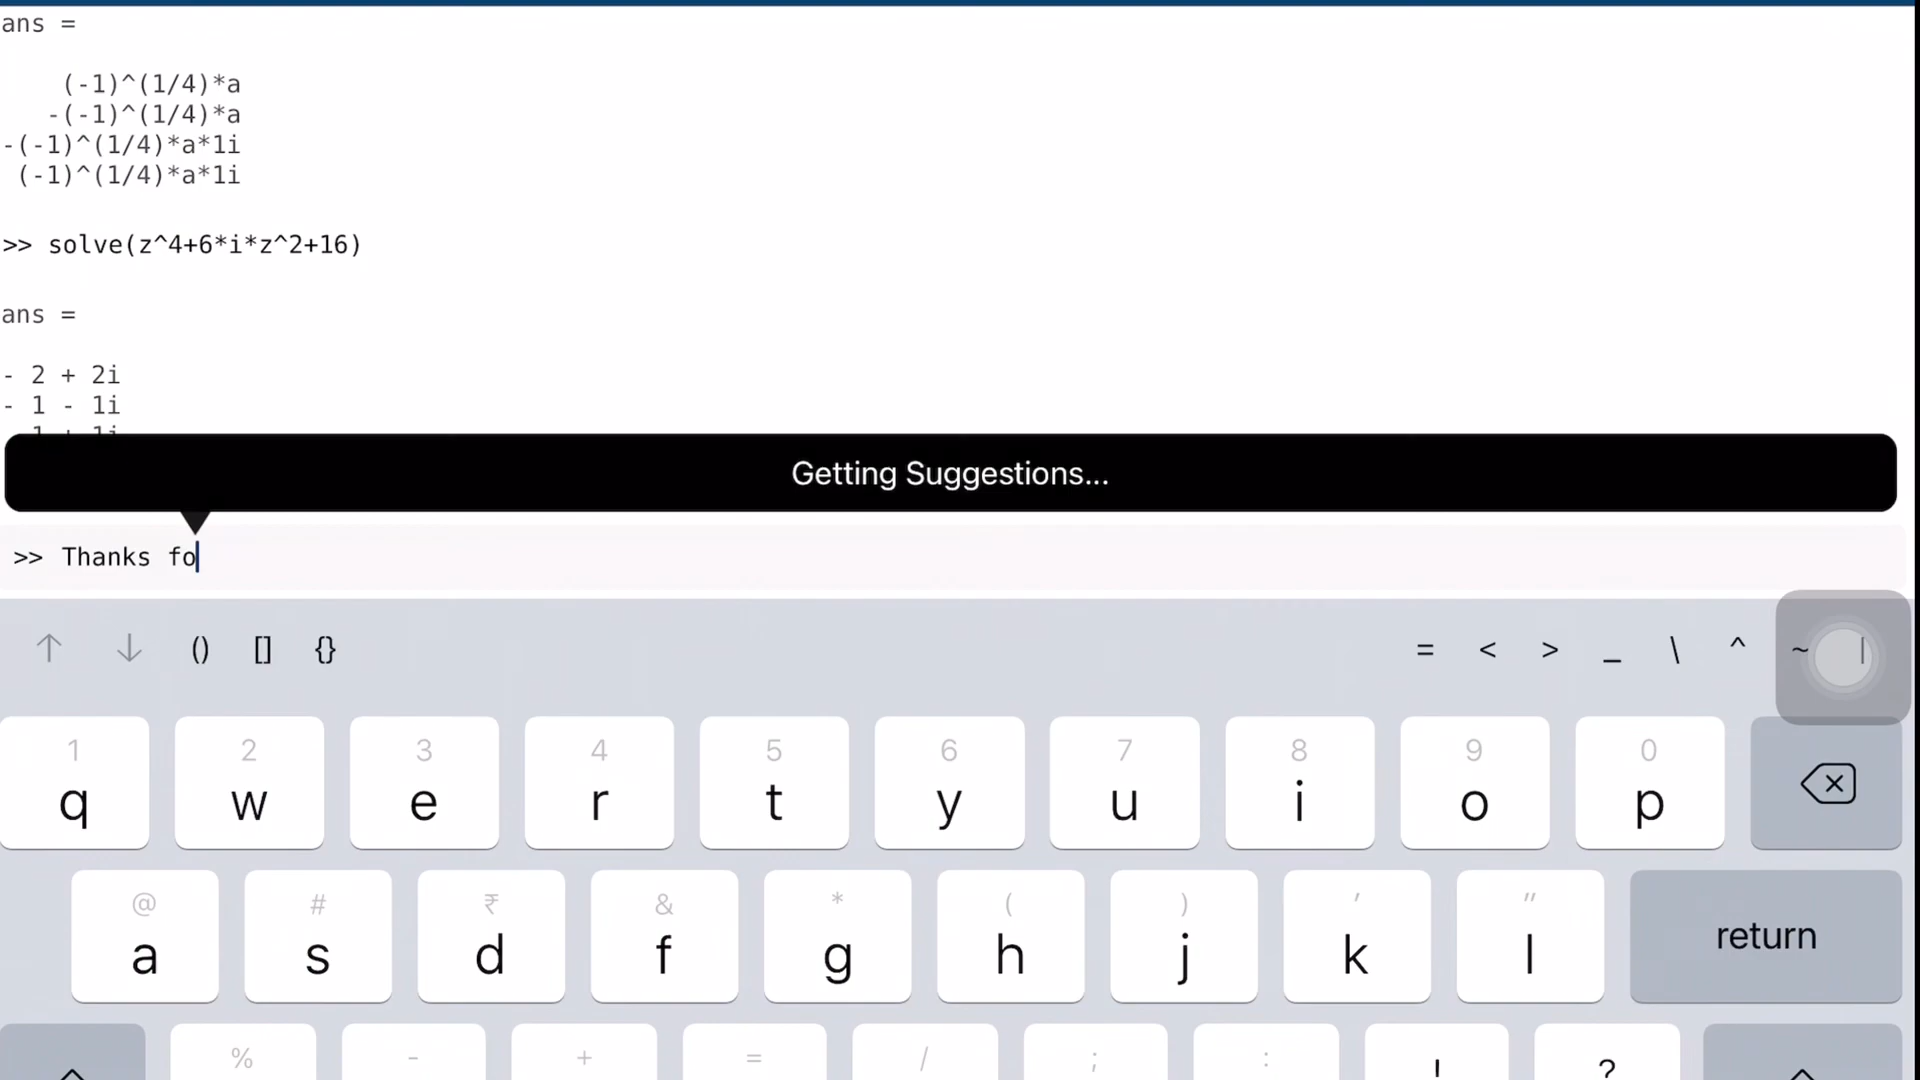 ans =
(-1)^(1/4)*a
-(-1)^(1/4)*a
-(-1)^(1/4)*a*1i
(-1)^(1/4)*a*1i
>> solve(z^4+6*i*z^2+16)
ans =
- 2 + 2i
- 1 - 1i
1 + 1i
Getting Suggestions...
>> Thanks fo
↑ ↓ () [] {} = < > _ \ ^ ~ |
1 2 3 4 5 6 7 8 9 0
q w e r t y u i o p
@ # ₹ & * ( ) ' "
a s d f g h j k l return
% - + = / ; : ! ?